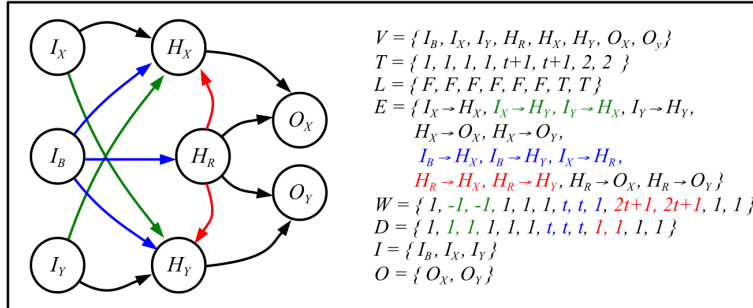 I_X
H_X
O_X
I_B
H_R
O_Y
I_Y
H_Y
V = { I_B, I_X, I_Y, H_R, H_X, H_Y, O_X, O_y }
T = { 1, 1, 1, 1, t+1, t+1, 2, 2 }
L = { F, F, F, F, F, F, T, T }
E = { I_X→H_X, I_X→H_Y, I_Y→H_X, I_Y→H_Y,
H_X→O_X, H_X→O_Y,
I_B→H_X, I_B→H_Y, I_X→H_R,
H_R→H_X, H_R→H_Y, H_R→O_X, H_R→O_Y }
W = { 1, -1, -1, 1, 1, 1, t, t, 1, 2t+1, 2t+1, 1, 1 }
D = { 1, 1, 1, 1, 1, 1, t, t, t, 1, 1, 1, 1 }
I = { I_B, I_X, I_Y }
O = { O_X, O_Y }